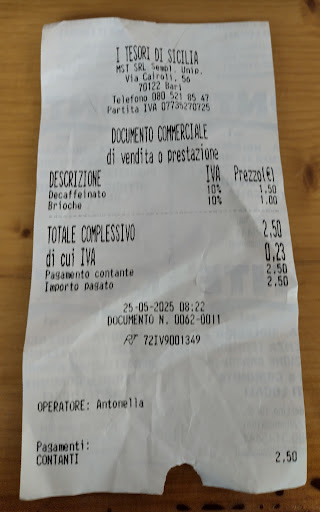 I TESORI DI SICILIA
MST SRL Sempl. Unip.
Via Cairoli, 56
70122 Bari
Telefono 080 521 85 47
Partita IVA 07735270725
DOCUMENTO COMMERCIALE
di vendita o prestazione
DESCRIZIONE IVA Prezzo(€)
Decaffeinato 10% 1.50
Brioche 10% 1.00
TOTALE COMPLESSIVO 2,50
di cui IVA 0,23
Pagamento contante 2.50
Importo pagato 2.50
25-05-2025 08:22
DOCUMENTO N. 0062-0011
RT 72IV9001349
OPERATORE: Antonella
Pagamenti:
CONTANTI 2,50